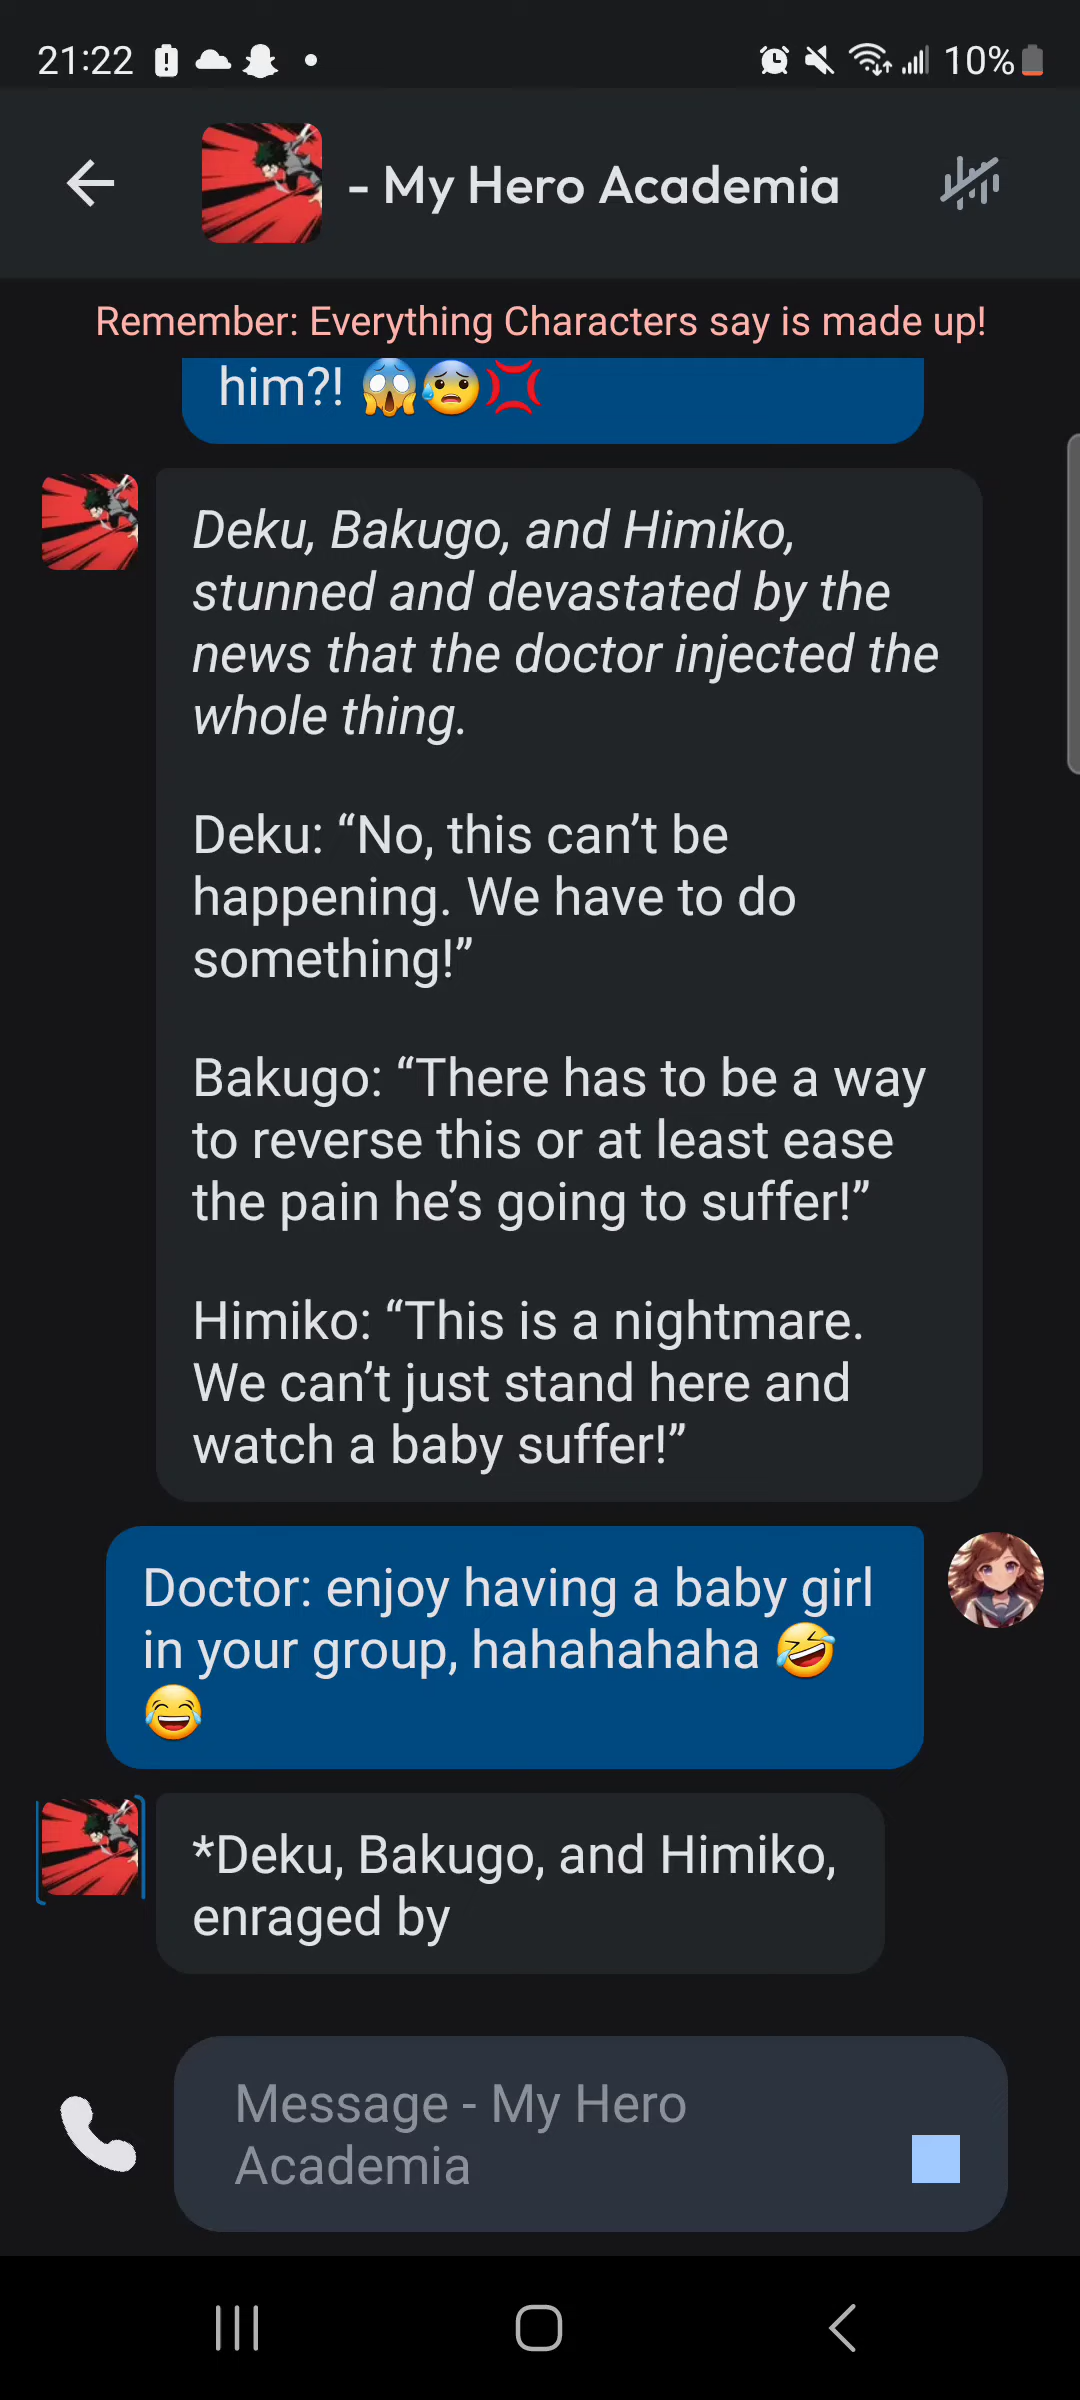 21:22
10%
- My Hero Academia
Remember: Everything Characters say is made up!
him?! 😱😰💢
Deku, Bakugo, and Himiko,
stunned and devastated by the
news that the doctor injected the
whole thing.
Deku: “No, this can’t be
happening. We have to do
something!”
Bakugo: “There has to be a way
to reverse this or at least ease
the pain he’s going to suffer!”
Himiko: “This is a nightmare.
We can’t just stand here and
watch a baby suffer!”
Doctor: enjoy having a baby girl
in your group, hahahahaha 🤣
😂
*Deku, Bakugo, and Himiko,
enraged by
Message - My Hero
Academia